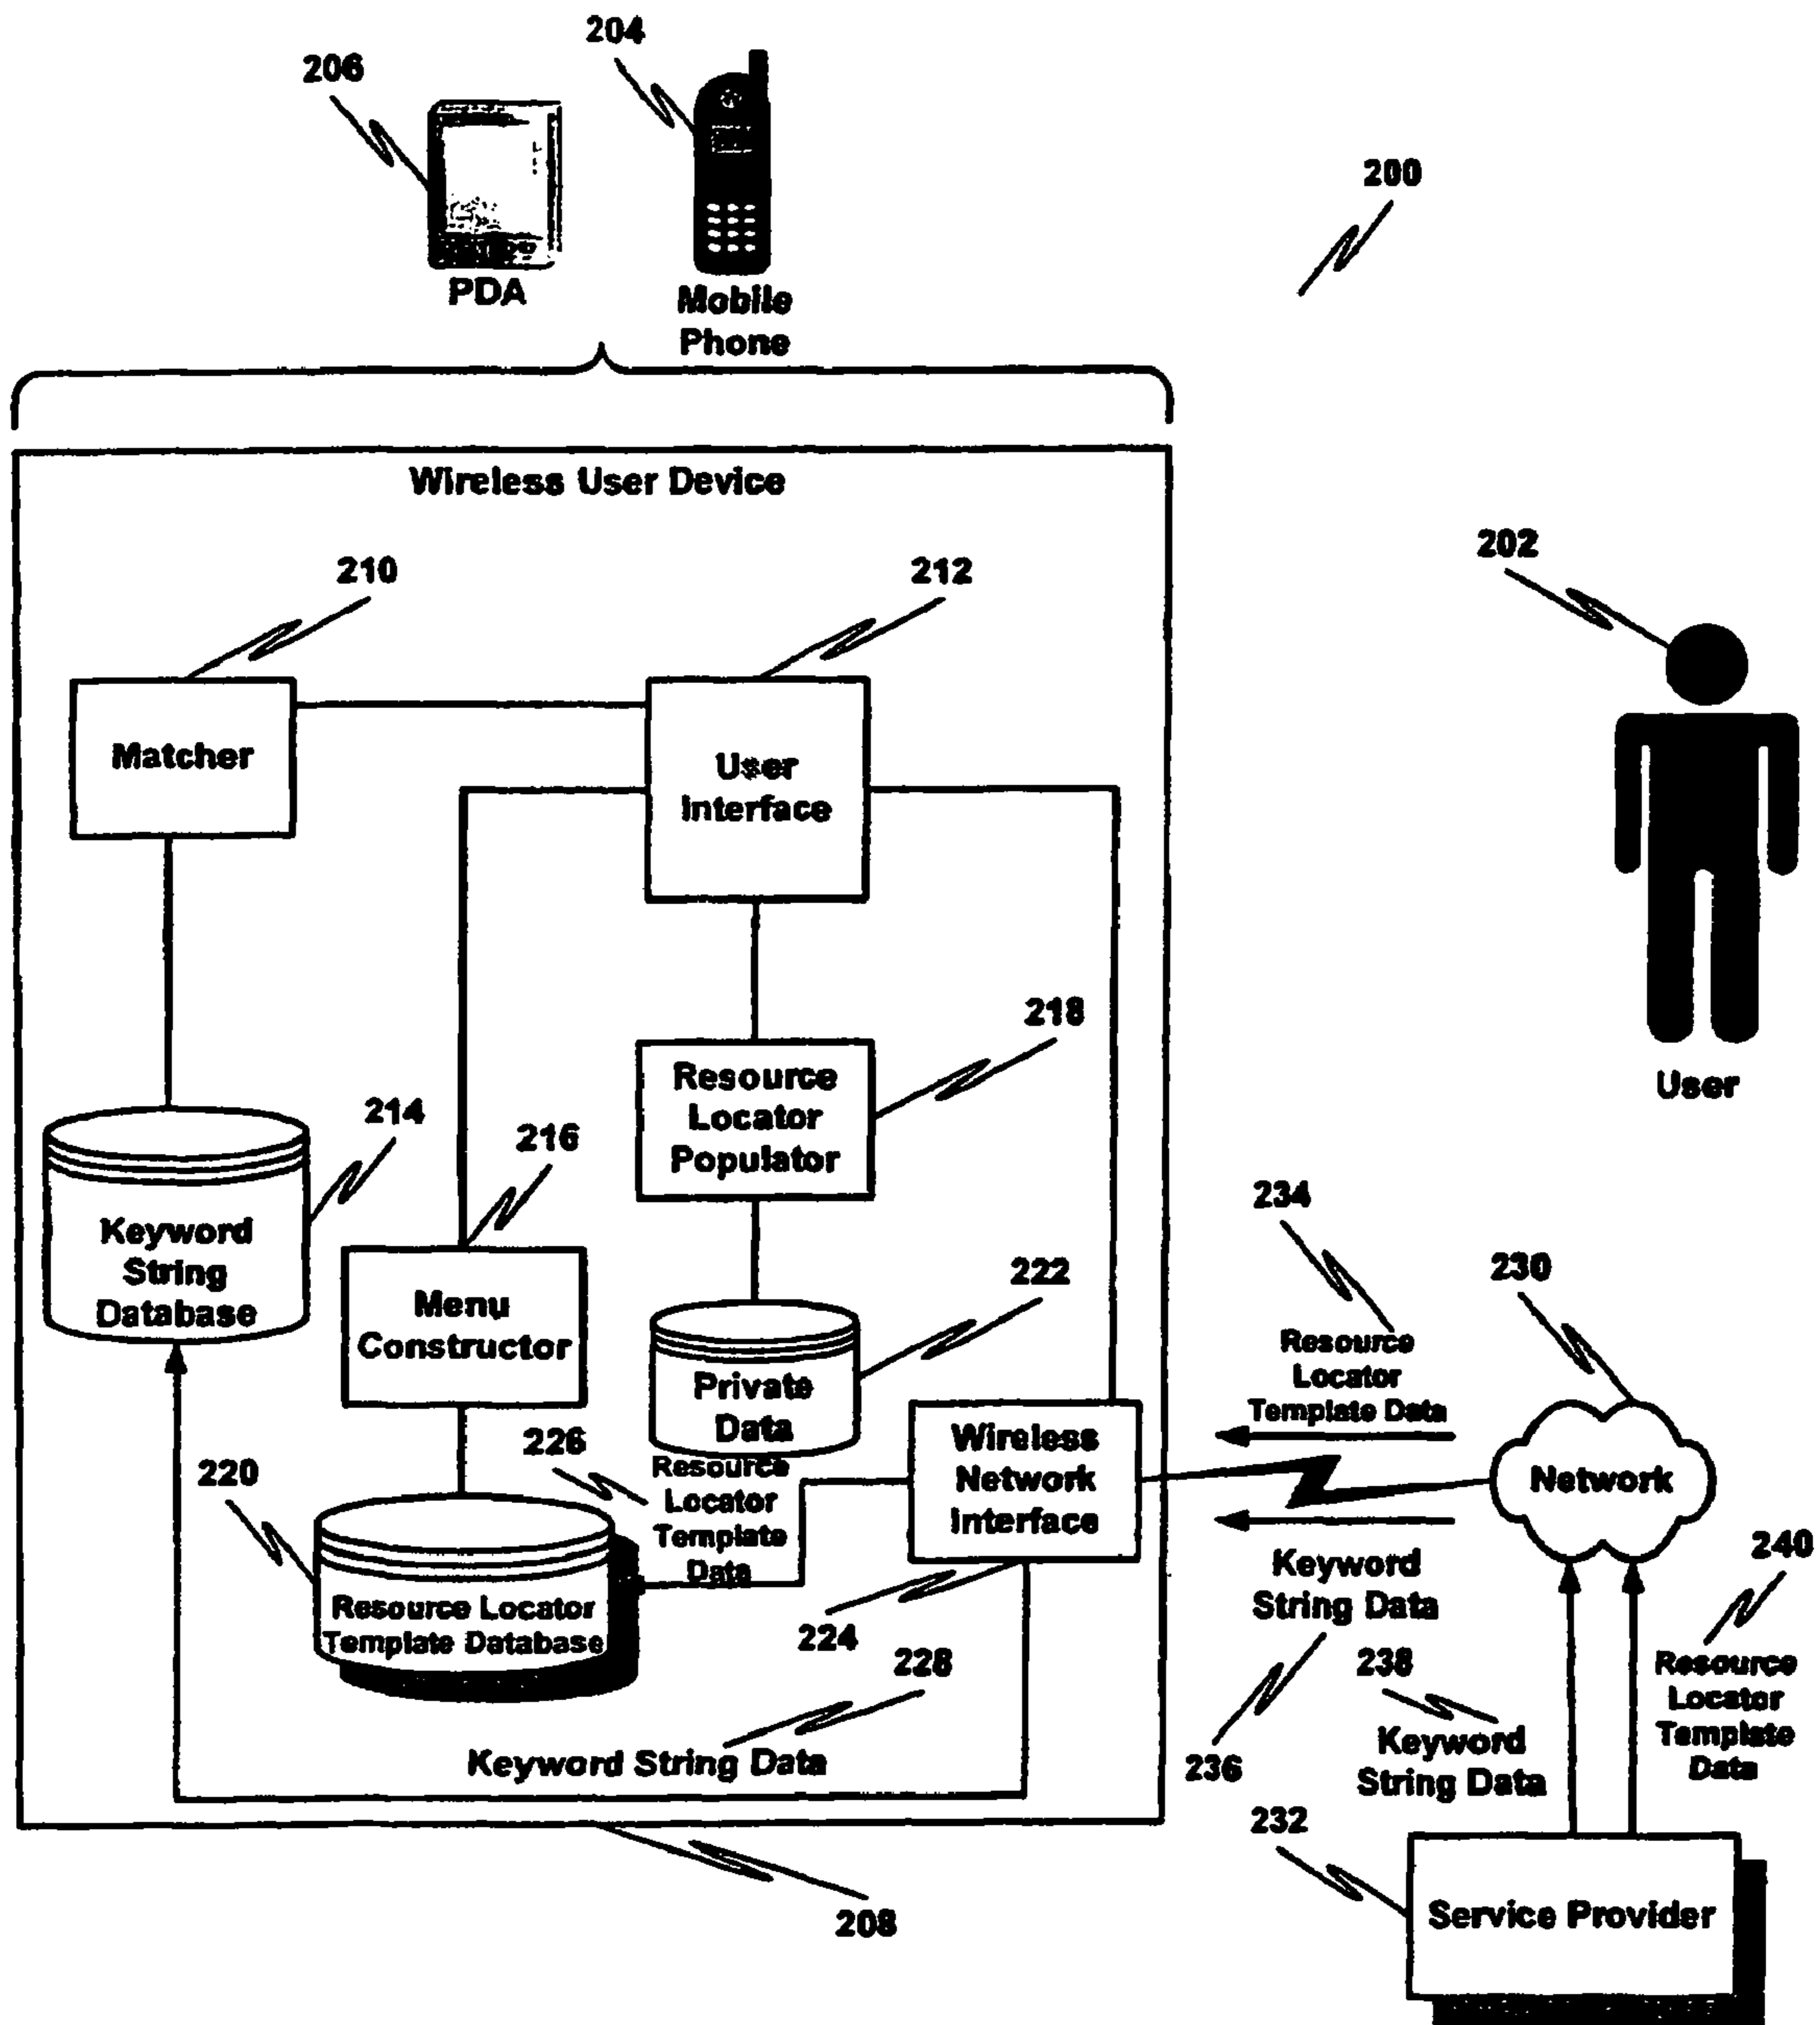 204
206
200
PDA
Mobile
Phone
Wireless User Device
202
210
212
Matcher
User
Interface
218
Resource
Locator
Populator
User
214
216
Keyword
String
Database
234
222
230
Menu
Constructor
Resource
Locator
Template Data
Private
Data
226
Wireless
Network
Interface
Network
220
Resource
Locator
Template
Data
240
Keyword
String Data
Resource Locator
Template Database
224
228
238
Resource
Locator
Template
Data
Keyword String Data
236
Keyword
String Data
232
208
Service Provider